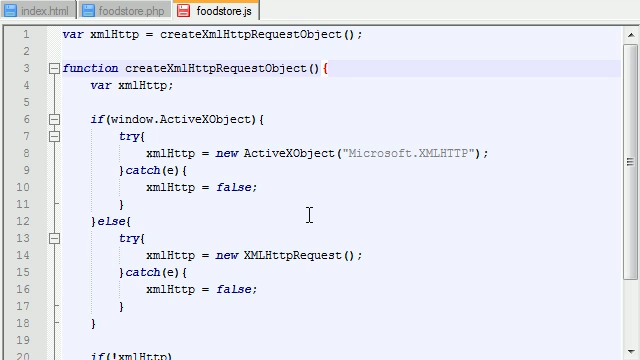 index.html foodstore.php foodstore.js
1 var xmlHttp = createXmlHttpRequestObject();
2
3 function createXmlHttpRequestObject(){
4 var xmlHttp;
5
6 if(window.ActiveXObject){
7 try{
8 xmlHttp = new ActiveXObject("Microsoft.XMLHTTP");
9 }catch(e){
10 xmlHttp = false;
11 }
12 }else{
13 try{
14 xmlHttp = new XMLHttpRequest();
15 }catch(e){
16 xmlHttp = false;
17 }
18 }
19
20 if(!xmlHttp)